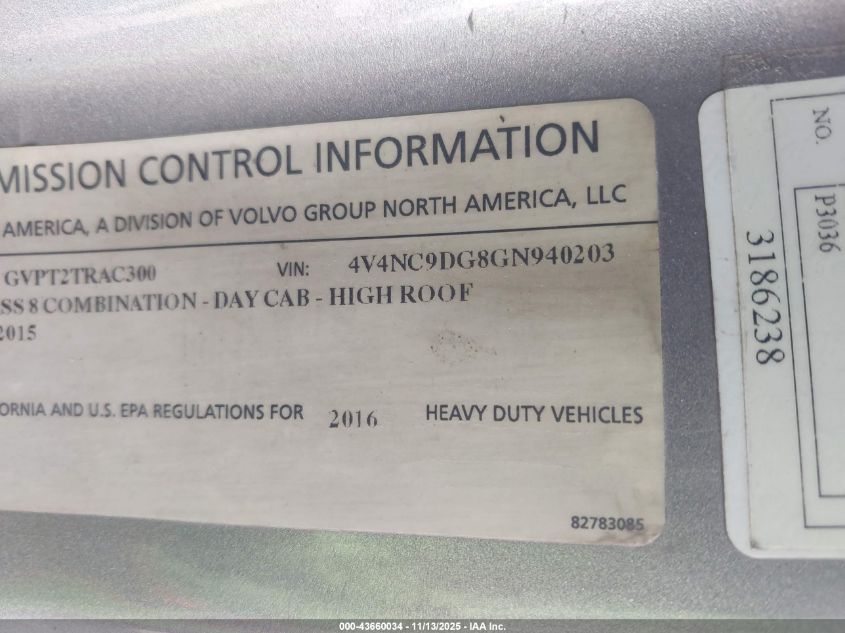 MISSION CONTROL INFORMATION
AMERICA, A DIVISION OF VOLVO GROUP NORTH AMERICA, LLC
GVPT2TRAC300 VIN: 4V4NC9DG8GN940203
SS 8 COMBINATION - DAY CAB - HIGH ROOF
2015
ORNIA AND U.S. EPA REGULATIONS FOR 2016 HEAVY DUTY VEHICLES
82783085
NO.
P3036
3186238
000-43660034 - 11/13/2025 - IAA Inc.